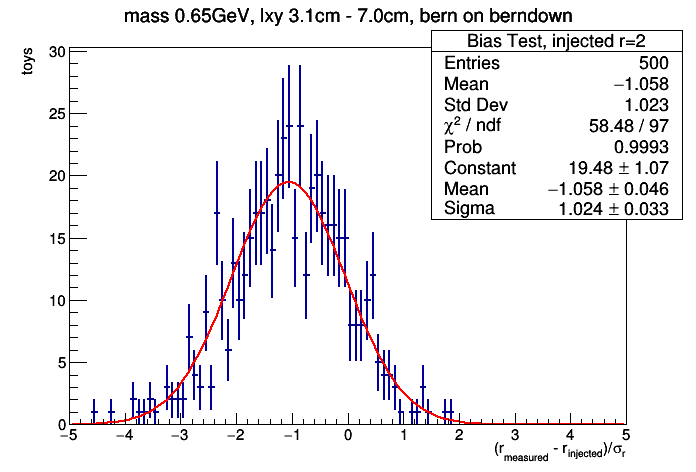 mass 0.65GeV, lxy 3.1cm - 7.0cm, bern on berndown
Bias Test, injected r=2
Entries 500
Mean −1.058
Std Dev 1.023
χ² / ndf 58.48 / 97
Prob 0.9993
Constant 19.48 ± 1.07
Mean −1.058 ± 0.046
Sigma 1.024 ± 0.033
toys
30
25
20
15
10
5
0
−5 −4 −3 −2 −1 0 1 2 3 4 5
(r_measured - r_injected)/σ_r